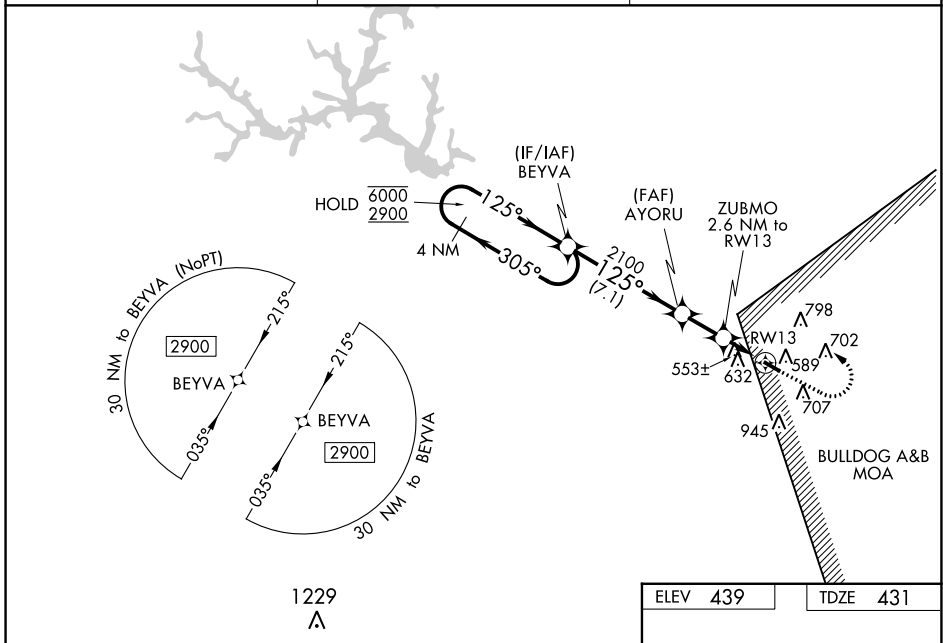 (IF/IAF)
BEYVA
HOLD
6000
2900
125°
4 NM
305°
(FAF)
AYORU
ZUBMO
2.6 NM to
RW13
2100
125°
(7.1)
RW13
798
702
589
553±
632
707
945
BULLDOG A&B
MOA
30 NM to BEYVA (NoPT)
215°
2900
BEYVA
035°
215°
BEYVA
2900
035°
30 NM to BEYVA
1229
ELEV 439
TDZE 431